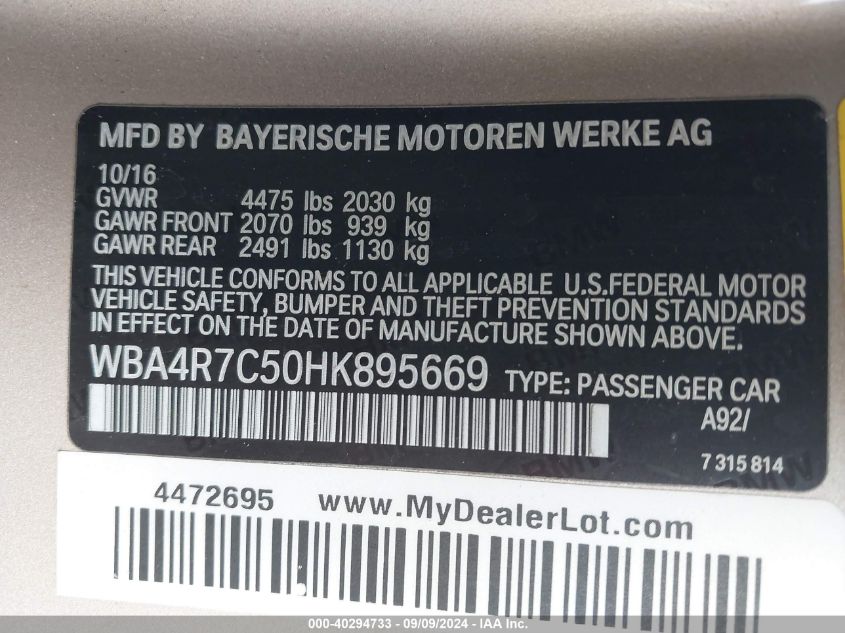 MFD BY BAYERISCHE MOTOREN WERKE AG
10/16
GVWR 4475 lbs 2030 kg
GAWR FRONT 2070 lbs 939 kg
GAWR REAR 2491 lbs 1130 kg
THIS VEHICLE CONFORMS TO ALL APPLICABLE U.S.FEDERAL MOTOR
VEHICLE SAFETY, BUMPER AND THEFT PREVENTION STANDARDS
IN EFFECT ON THE DATE OF MANUFACTURE SHOWN ABOVE.
WBA4R7C50HK895669 TYPE: PASSENGER CAR
A92/
7 315 814
4472695 www.MyDealerLot.com
000-40294733 - 09/09/2024 - IAA Inc.